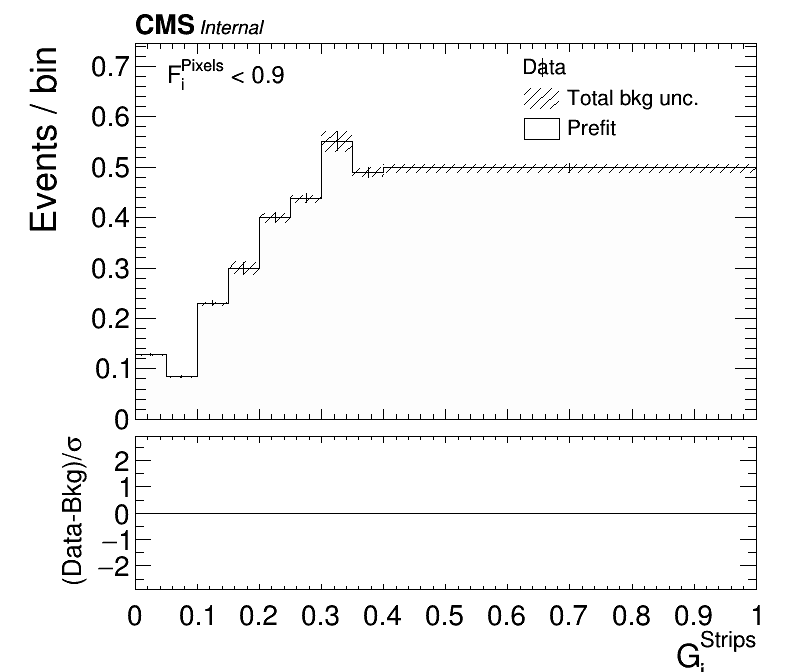 CMS Internal
Events / bin
F_i^Pixels < 0.9
Data
Total bkg unc.
Prefit
0.7
0.6
0.5
0.4
0.3
0.2
0.1
0
(Data-Bkg)/σ
2
1
0
−1
−2
0 0.1 0.2 0.3 0.4 0.5 0.6 0.7 0.8 0.9 1
G_i^Strips